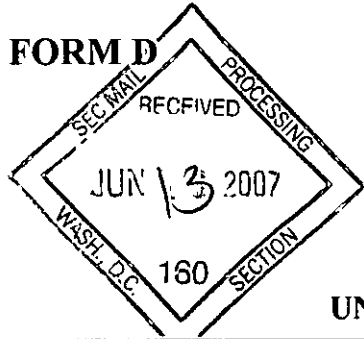 FORM D
SEC MAIL PROCESSING
RECEIVED
JUN 13 2007
WASH., D.C. SECTION
160
UN